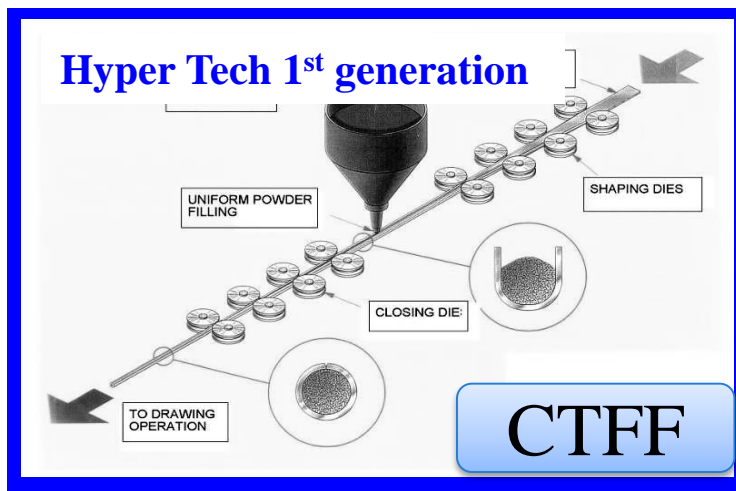 Hyper Tech 1st generation
SHAPING DIES
UNIFORM POWDER
FILLING
CLOSING DIE
TO DRAWING
OPERATION
CTFF